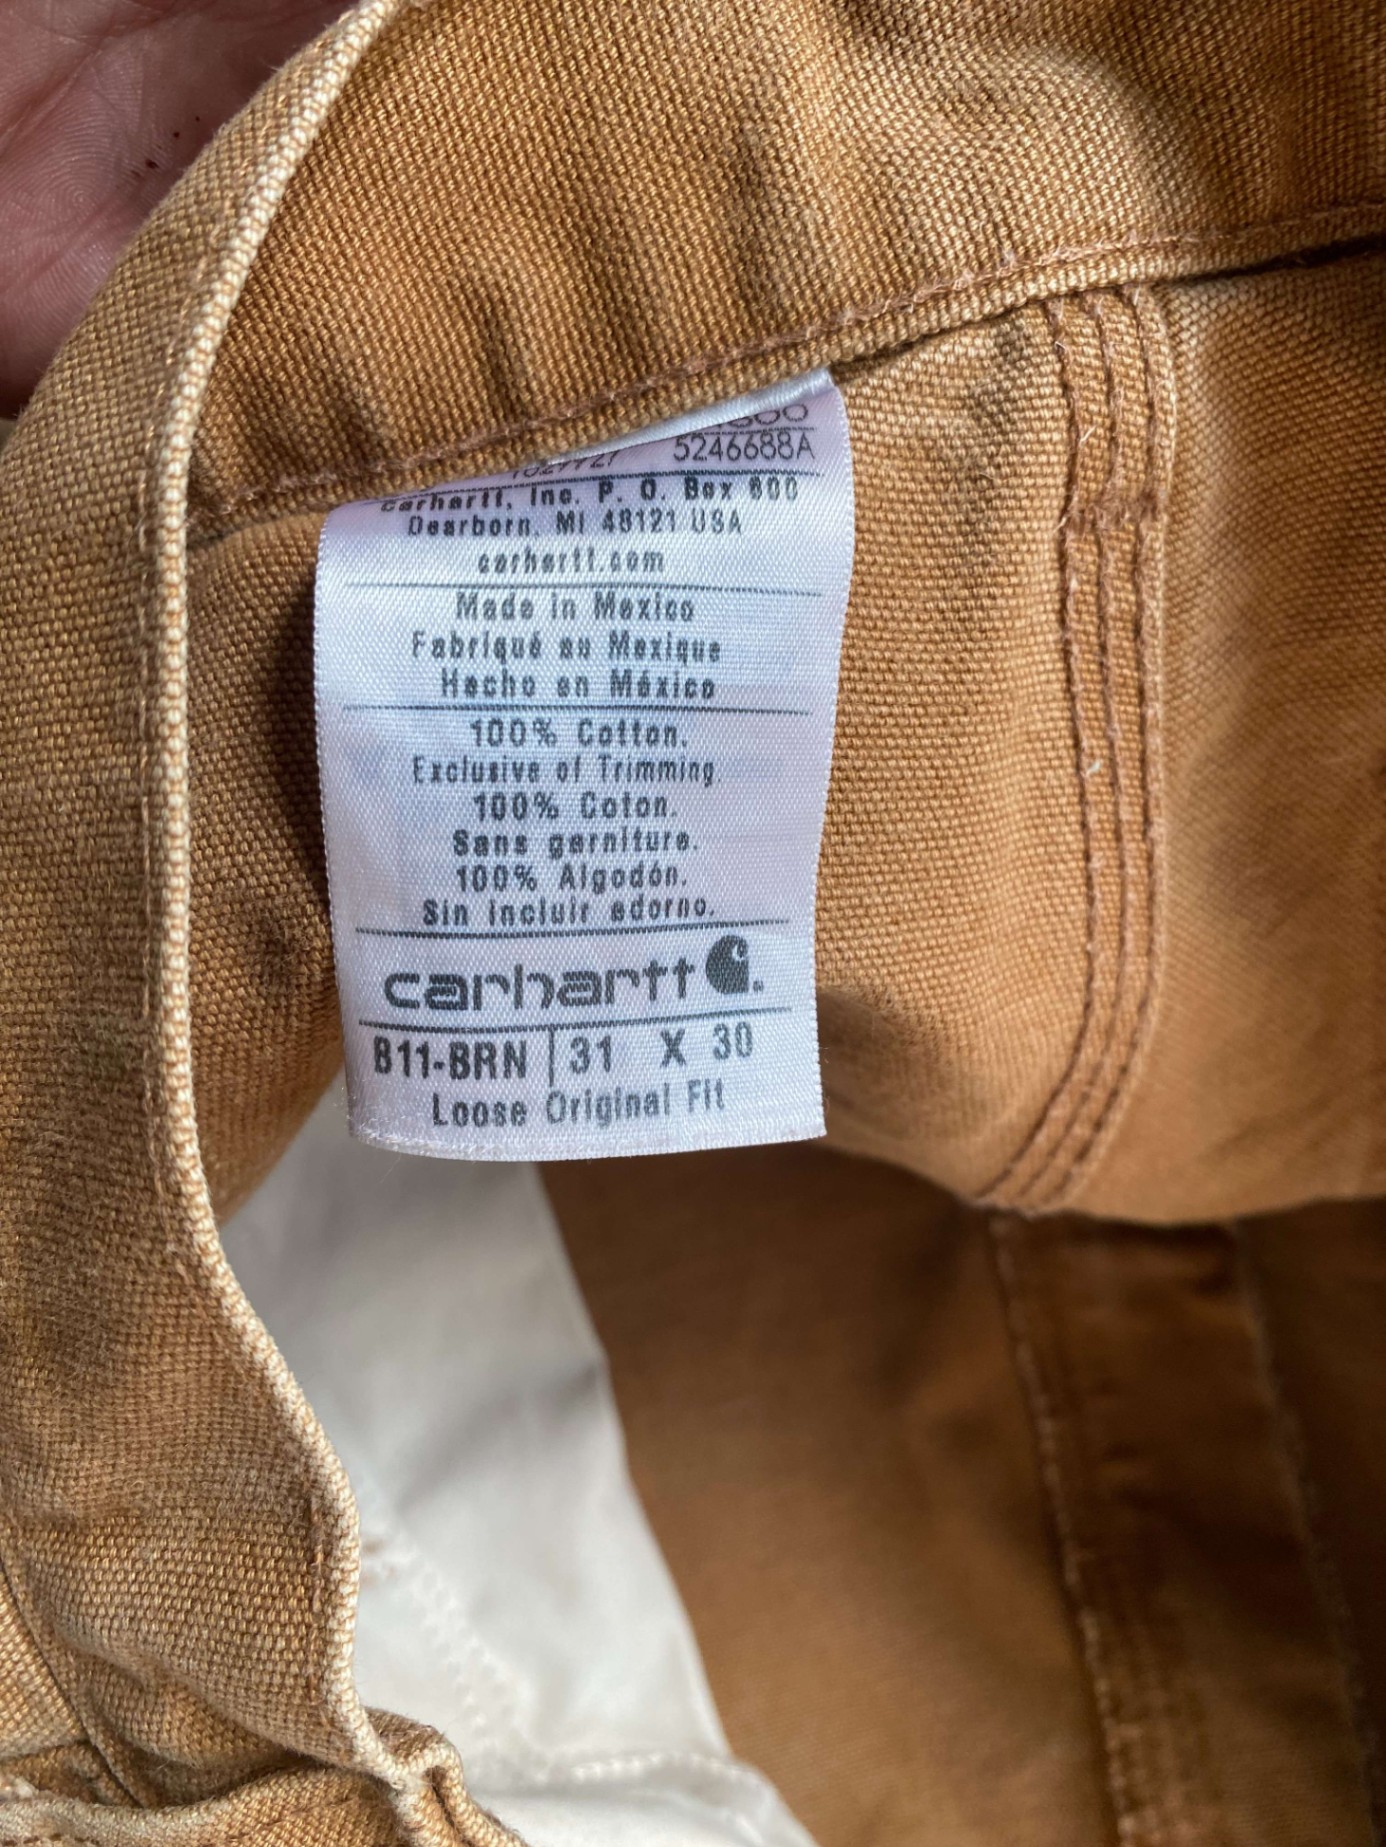 5246688A
Carhartt, Inc. P. O. Box 600
Dearborn, MI 48121 USA
carhartt.com
Made in Mexico
Fabriqué au Mexique
Hecho en México
100% Cotton.
Exclusive of Trimming.
100% Coton.
Sans garniture.
100% Algodón.
Sin incluir adorno.
carhartt
B11-BRN | 31 X 30
Loose Original Fit